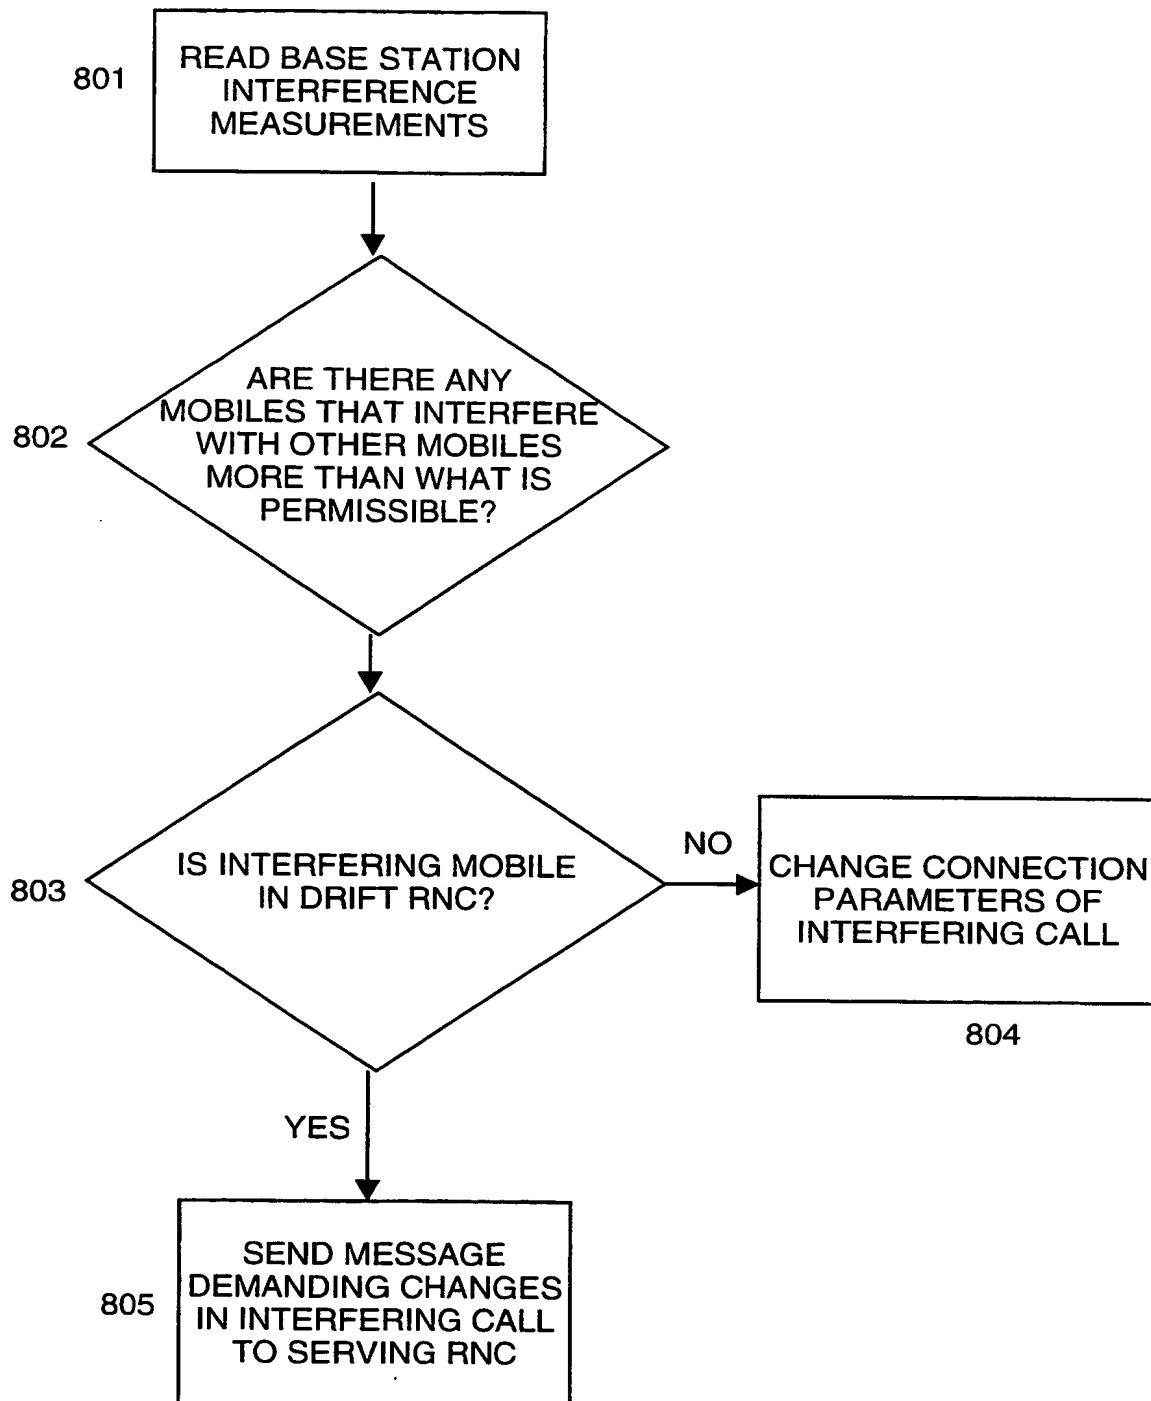 801
READ BASE STATION
INTERFERENCE
MEASUREMENTS
802
ARE THERE ANY
MOBILES THAT INTERFERE
WITH OTHER MOBILES
MORE THAN WHAT IS
PERMISSIBLE?
803
IS INTERFERING MOBILE
IN DRIFT RNC?
NO
CHANGE CONNECTION
PARAMETERS OF
INTERFERING CALL
804
YES
805
SEND MESSAGE
DEMANDING CHANGES
IN INTERFERING CALL
TO SERVING RNC